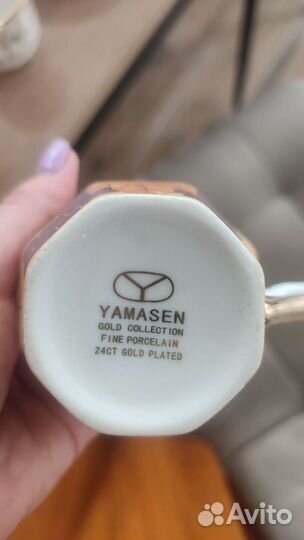 YAMASEN
GOLD COLLECTION
FINE PORCELAIN
24CT GOLD PLATED
Avito